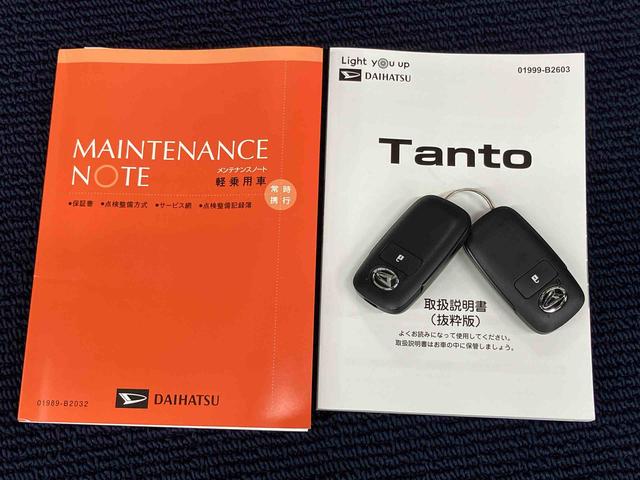 MAINTENANCE
NOTE
メンテナンスノート
軽乗用車
常時
携行
●保証書 ●点検整備方式 ●サービス網 ●点検整備記録簿
01989-B2032
DAIHATSU
Light you up
DAIHATSU
01999-B2603
Tanto
取扱説明書
（抜粋版）
よくお読みになって使用してください。
取扱説明書はお車の中に保管しましょう。